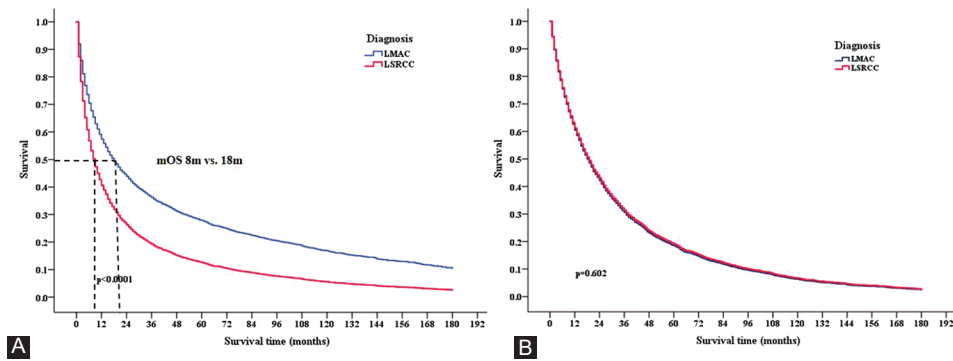 1.0
0.9
0.8
0.7
0.6
0.5
0.4
0.3
0.2
0.1
0.0
Survival
Diagnosis
LMAC
LSRCC
mOS 8m vs. 18m
p<0.0001
0 12 24 36 48 60 72 84 96 108 120 132 144 156 168 180 192
Survival time (months)
A
1.0
0.9
0.8
0.7
0.6
0.5
0.4
0.3
0.2
0.1
0.0
Survival
Diagnosis
LMAC
LSRCC
p=0.602
0 12 24 36 48 60 72 84 96 108 120 132 144 156 168 180 192
Survival time (months)
B